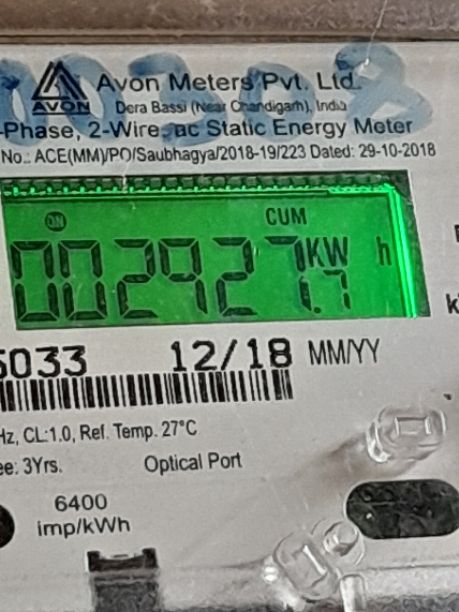 Avon Meters Pvt. Ltd.
AVON
Dera Bassi (Near Chandigarh), India
-Phase, 2-Wire, ac Static Energy Meter
No.: ACE(MM)/PO/Saubhagya/2018-19/223 Dated: 29-10-2018
ON
CUM
002927.7 KW h
5033 12/18 MM/YY
Hz, CL:1.0, Ref. Temp. 27°C
ee: 3Yrs. Optical Port
6400
imp/kWh